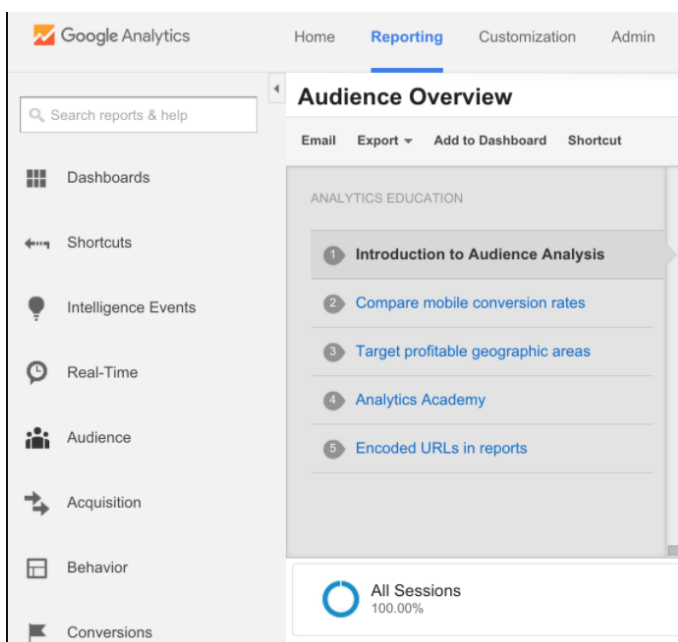 Google Analytics
Home Reporting Customization Admin
Search reports & help
Dashboards
Shortcuts
Intelligence Events
Real-Time
Audience
Acquisition
Behavior
Conversions
Audience Overview
Email Export Add to Dashboard Shortcut
ANALYTICS EDUCATION
1 Introduction to Audience Analysis
2 Compare mobile conversion rates
3 Target profitable geographic areas
4 Analytics Academy
5 Encoded URLs in reports
All Sessions
100.00%